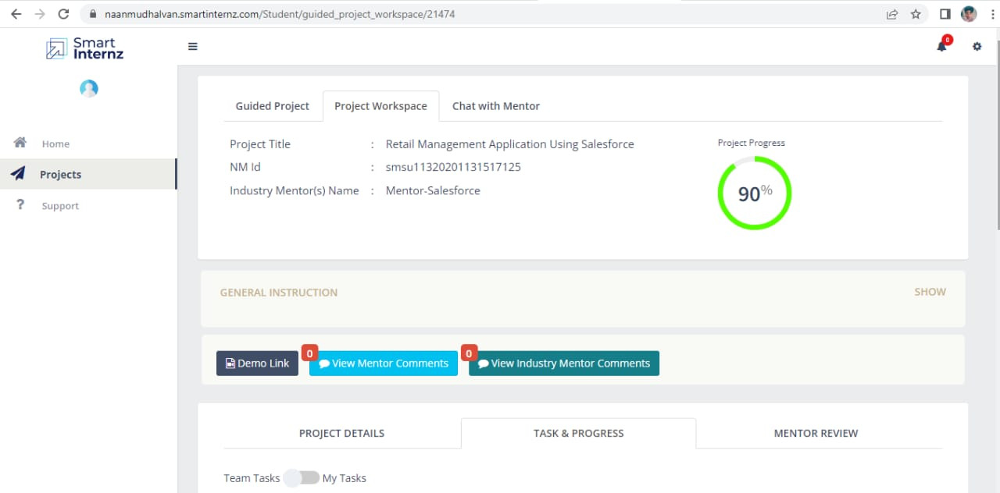 naanmudhalvan.smartinternz.com/Student/guided_project_workspace/21474
Smart
Internz
0
Home
Projects
? Support
Guided Project Project Workspace Chat with Mentor
Project Title : Retail Management Application Using Salesforce
NM Id : smsu11320201131517125
Industry Mentor(s) Name : Mentor-Salesforce
Project Progress
90%
GENERAL INSTRUCTION SHOW
Demo Link 0 View Mentor Comments 0 View Industry Mentor Comments
PROJECT DETAILS TASK & PROGRESS MENTOR REVIEW
Team Tasks My Tasks